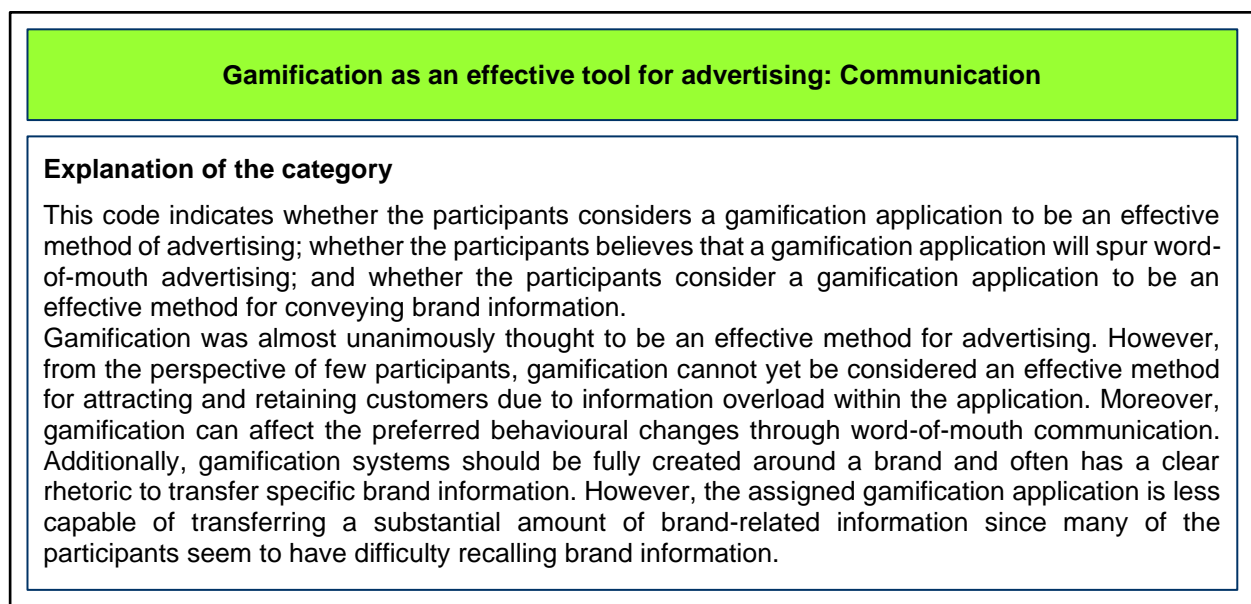 Gamification as an effective tool for advertising: Communication
Explanation of the category
This code indicates whether the participants considers a gamification application to be an effective
method of advertising; whether the participants believes that a gamification application will spur word-
of-mouth advertising; and whether the participants consider a gamification application to be an
effective method for conveying brand information.
Gamification was almost unanimously thought to be an effective method for advertising. However,
from the perspective of few participants, gamification cannot yet be considered an effective method
for attracting and retaining customers due to information overload within the application. Moreover,
gamification can affect the preferred behavioural changes through word-of-mouth communication.
Additionally, gamification systems should be fully created around a brand and often has a clear
rhetoric to transfer specific brand information. However, the assigned gamification application is less
capable of transferring a substantial amount of brand-related information since many of the
participants seem to have difficulty recalling brand information.